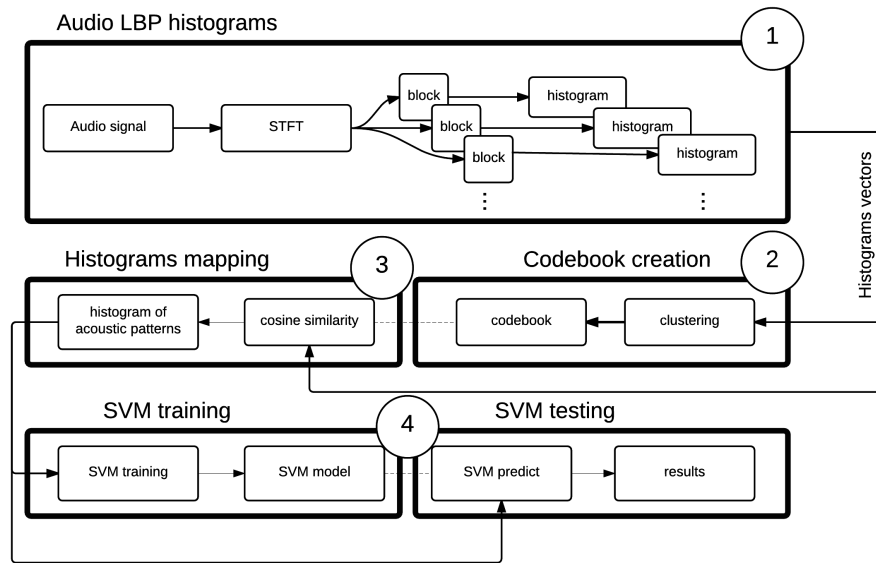 Audio LBP histograms
1
Audio signal
STFT
block
block
block
histogram
histogram
histogram
⋮
⋮
Histograms vectors
Histograms mapping
3
Codebook creation
2
histogram of
acoustic patterns
cosine similarity
codebook
clustering
SVM training
4
SVM testing
SVM training
SVM model
SVM predict
results